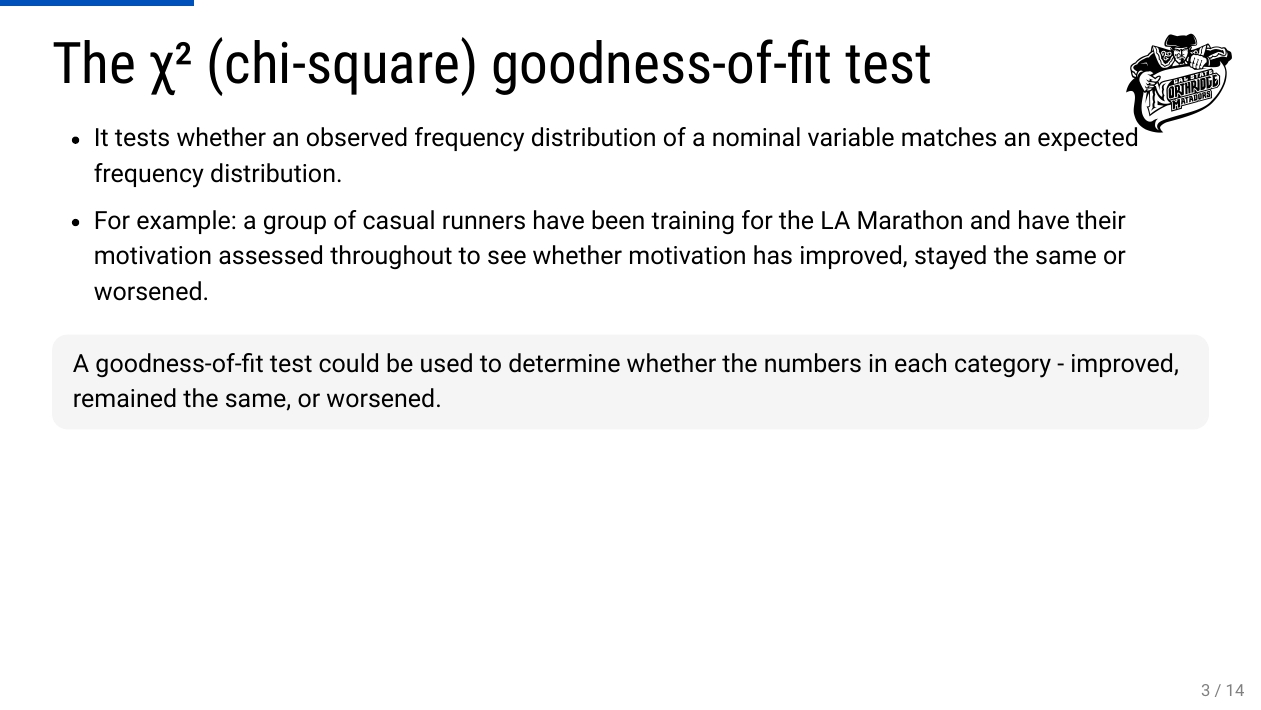 The χ² (chi-square) goodness-of-fit test
CAL STATE
NORTHRIDGE
MATADORS
It tests whether an observed frequency distribution of a nominal variable matches an expected
frequency distribution.
For example: a group of casual runners have been training for the LA Marathon and have their
motivation assessed throughout to see whether motivation has improved, stayed the same or
worsened.
A goodness-of-fit test could be used to determine whether the numbers in each category - improved,
remained the same, or worsened.
3 / 14